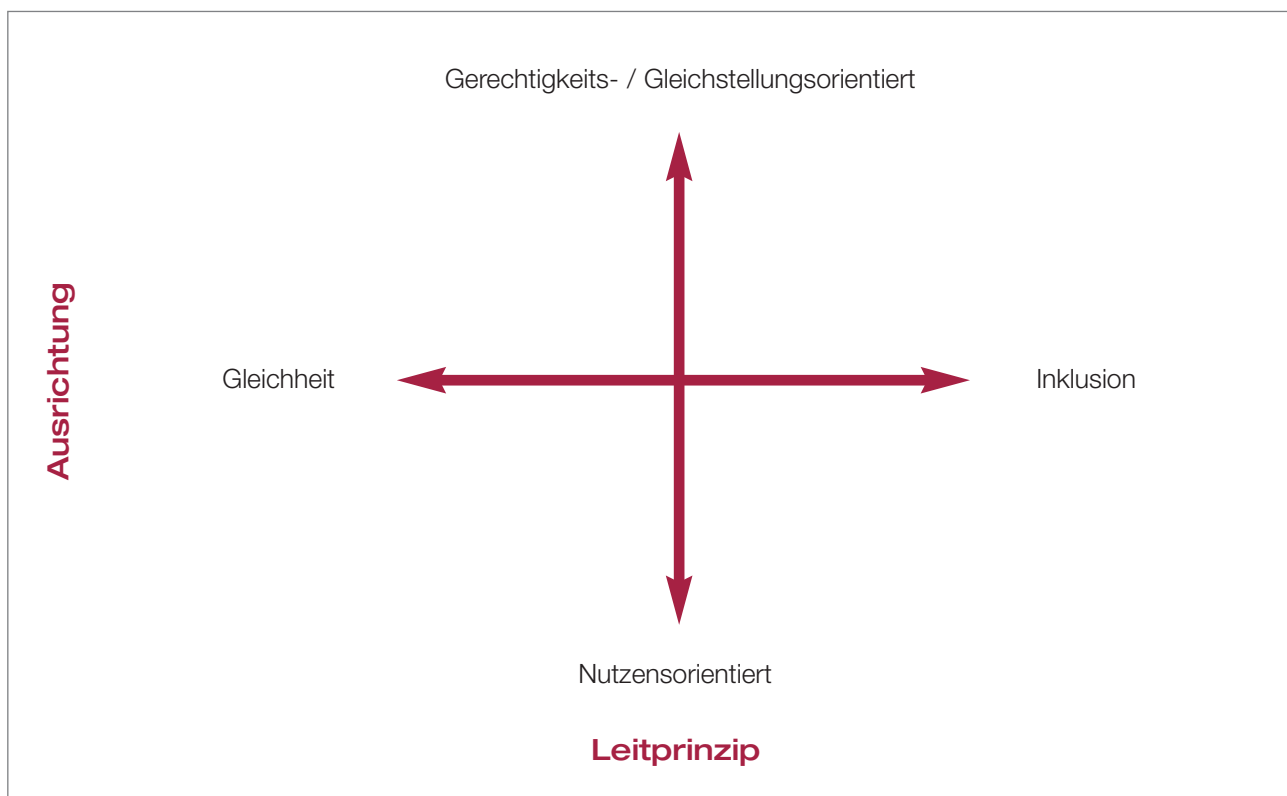 Gerechtigkeits- / Gleichstellungsorientiert
Ausrichtung
Gleichheit
Inklusion
Nutzensorientiert
Leitprinzip